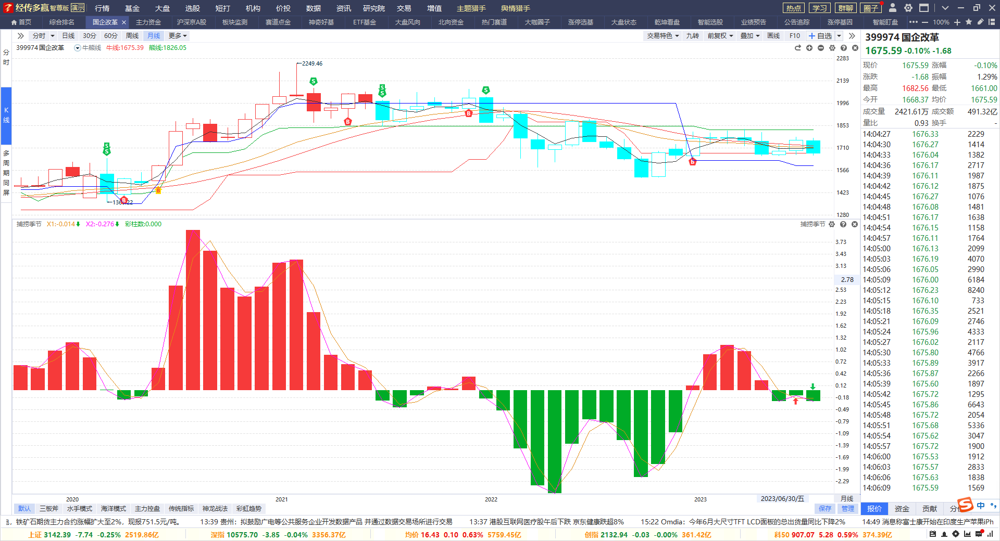 经传多赢 智尊版 演示 行情 基金 大盘 选股 短打 机构 价投 数据 资讯 研究院 交易 增值 主题猎手 舆情猎手 热点 学习 群聊 圈子
首页 综合排名 国企改革 主力资金 沪深京A股 板块监测 赛道点金 神奇好基 ETF基金 大盘风向 北向资金 热门赛道 大咖圈子 涨停选基 大盘状态 乾坤看盘 智能选股 业绩预告 公告追踪 涨停基因 智能盯盘 100%
分时 日线 30分 60分 周线 月线 更多 交易特色 九转 前复权 叠加 画线 F10 自选
399974 国企改革 牛熊线 牛线:1675.39 熊线:1826.05
分时
K线
多周期同屏
2249.46
2283
2139
1996
1853
1710
1566
1423
1280
捕捞季节 X1:-0.014 X2:-0.276 彩柱数:0.000 捕捞季节
3.73
3.43
3.13
2.78
2.53
2.23
1.92
1.62
1.32
1.02
0.72
0.42
0.12
-0.18
-0.49
-0.79
-1.09
-1.39
-1.69
-1.99
-2.29
2020 2021 2022 2023 2023/06/30/五 月线
默认 三板斧 水手模式 海洋模式 主力控盘 传统指标 神龙战法 彩虹趋势 保存 管理
399974 国企改革
1675.59 -0.10% -1.68
现价 1675.59 涨幅 -0.10%
涨跌 -1.68 振幅 1.29%
最高 1682.56 最低 1661.00
今开 1668.37 均价 1675.59
成交量 2421.61万 成交额 491.32亿
量比 0.93 换手 -
14:04:27 1676.33 2229
14:04:30 1676.27 1414
14:04:33 1676.04 1382
14:04:36 1676.17 2717
14:04:39 1676.11 1987
14:04:42 1676.12 1875
14:04:45 1676.27 1076
14:04:48 1676.08 1481
14:04:51 1676.17 1638
14:04:54 1676.15 1158
14:04:57 1676.11 1764
14:05:00 1676.13 2099
14:05:03 1676.19 4070
14:05:06 1676.05 2990
14:05:09 1676.00 6184
14:05:12 1676.23 8240
14:05:15 1676.10 733
14:05:18 1676.35 2521
14:05:21 1676.09 2746
14:05:24 1675.96 4333
14:05:27 1676.02 2117
14:05:30 1675.80 4766
14:05:33 1675.89 3917
14:05:36 1675.87 2266
14:05:39 1675.60 1897
14:05:42 1675.72 1295
14:05:45 1675.86 6643
14:05:48 1675.72 2054
14:05:51 1675.68 5336
14:05:54 1675.62 3047
14:05:57 1675.72 1900
14:06:00 1675.53 1912
14:06:03 1675.57 2833
14:06:06 1675.63 1838
14:06:09 1675.59 1569
报价 资金 贡献 中
，铁矿石期货主力合约涨幅扩大至2%，现报751.5元/吨。 13:39 贵州：拟鼓励广电等公共服务企业开发数据产品 并通过数据交易场所进行交易 13:37 港股互联网医疗股午后下跌 京东健康跌超8% 15:22 Omdia：今年6月大尺寸TFT LCD面板的总出货量同比下降2% 14:49 消息称富士康开始在印度生产苹果iPh
上证 3142.39 -7.74 -0.25% 2519.86亿 深指 10575.70 -3.85 -0.04% 3356.37亿 均价 16.43 0.10 0.63% 5759.45亿 创指 2132.94 -0.03 -0.00% 361.42亿 科50 907.07 5.28 0.59% 374.39亿